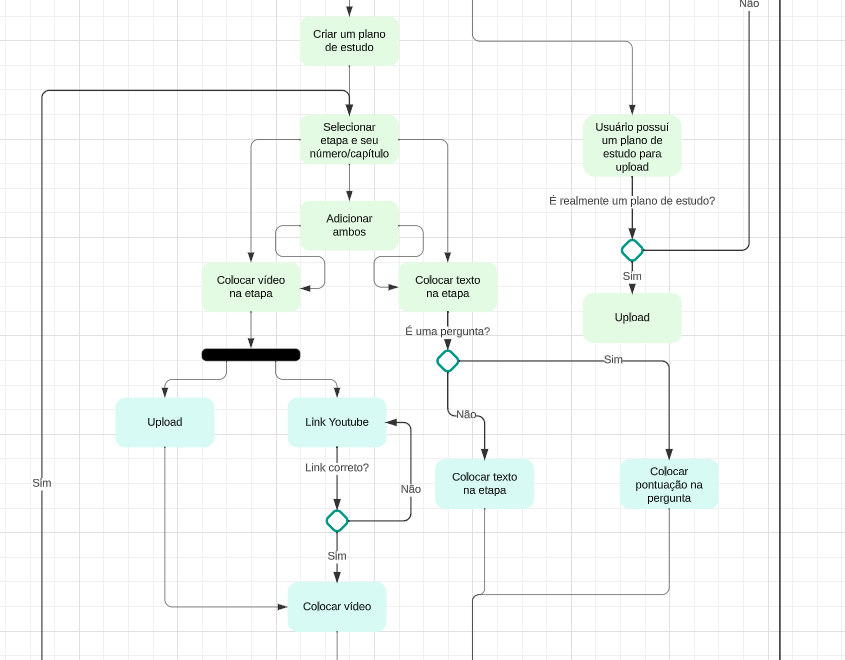 Não
Criar um plano
de estudo
Selecionar
etapa e seu
número/capítulo
Usuário possuí
um plano de
estudo para
upload
É realmente um plano de estudo?
Adicionar
ambos
Colocar vídeo
na etapa
Colocar texto
na etapa
Sim
Upload
É uma pergunta?
Sim
Não
Upload
Link Youtube
Link correto?
Não
Sim
Colocar texto
na etapa
Colocar
pontuação na
pergunta
Sim
Colocar vídeo